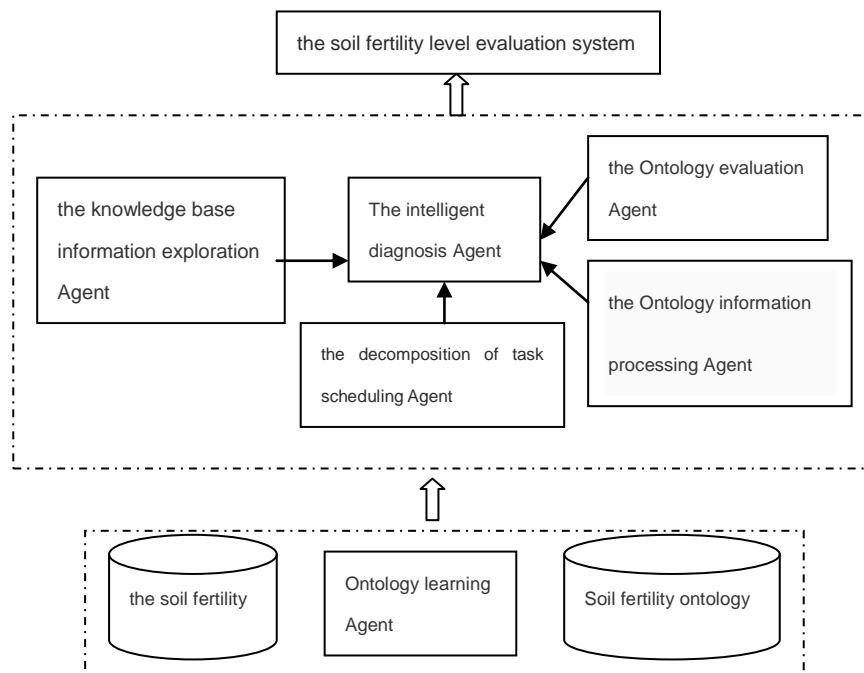 the soil fertility level evaluation system
the Ontology evaluation
Agent
the knowledge base
information exploration
Agent
The intelligent
diagnosis Agent
the Ontology information
processing Agent
the decomposition of task
scheduling Agent
the soil fertility
Ontology learning
Agent
Soil fertility ontology